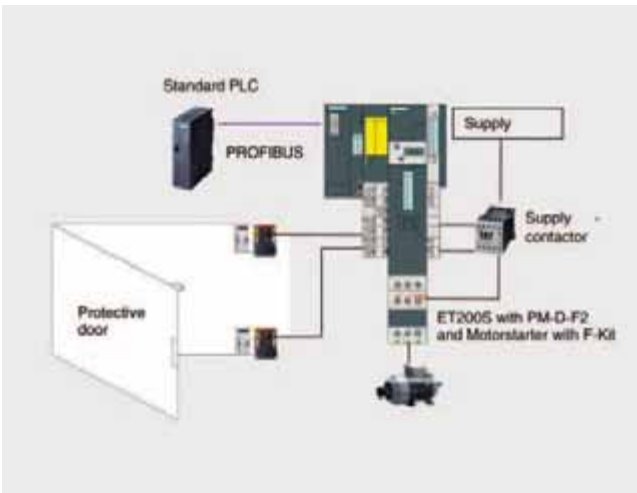 Standard PLC
PROFIBUS
Supply
Supply
contactor
Protective
door
ET200S with PM-D-F2
and Motorstarter with F-Kit